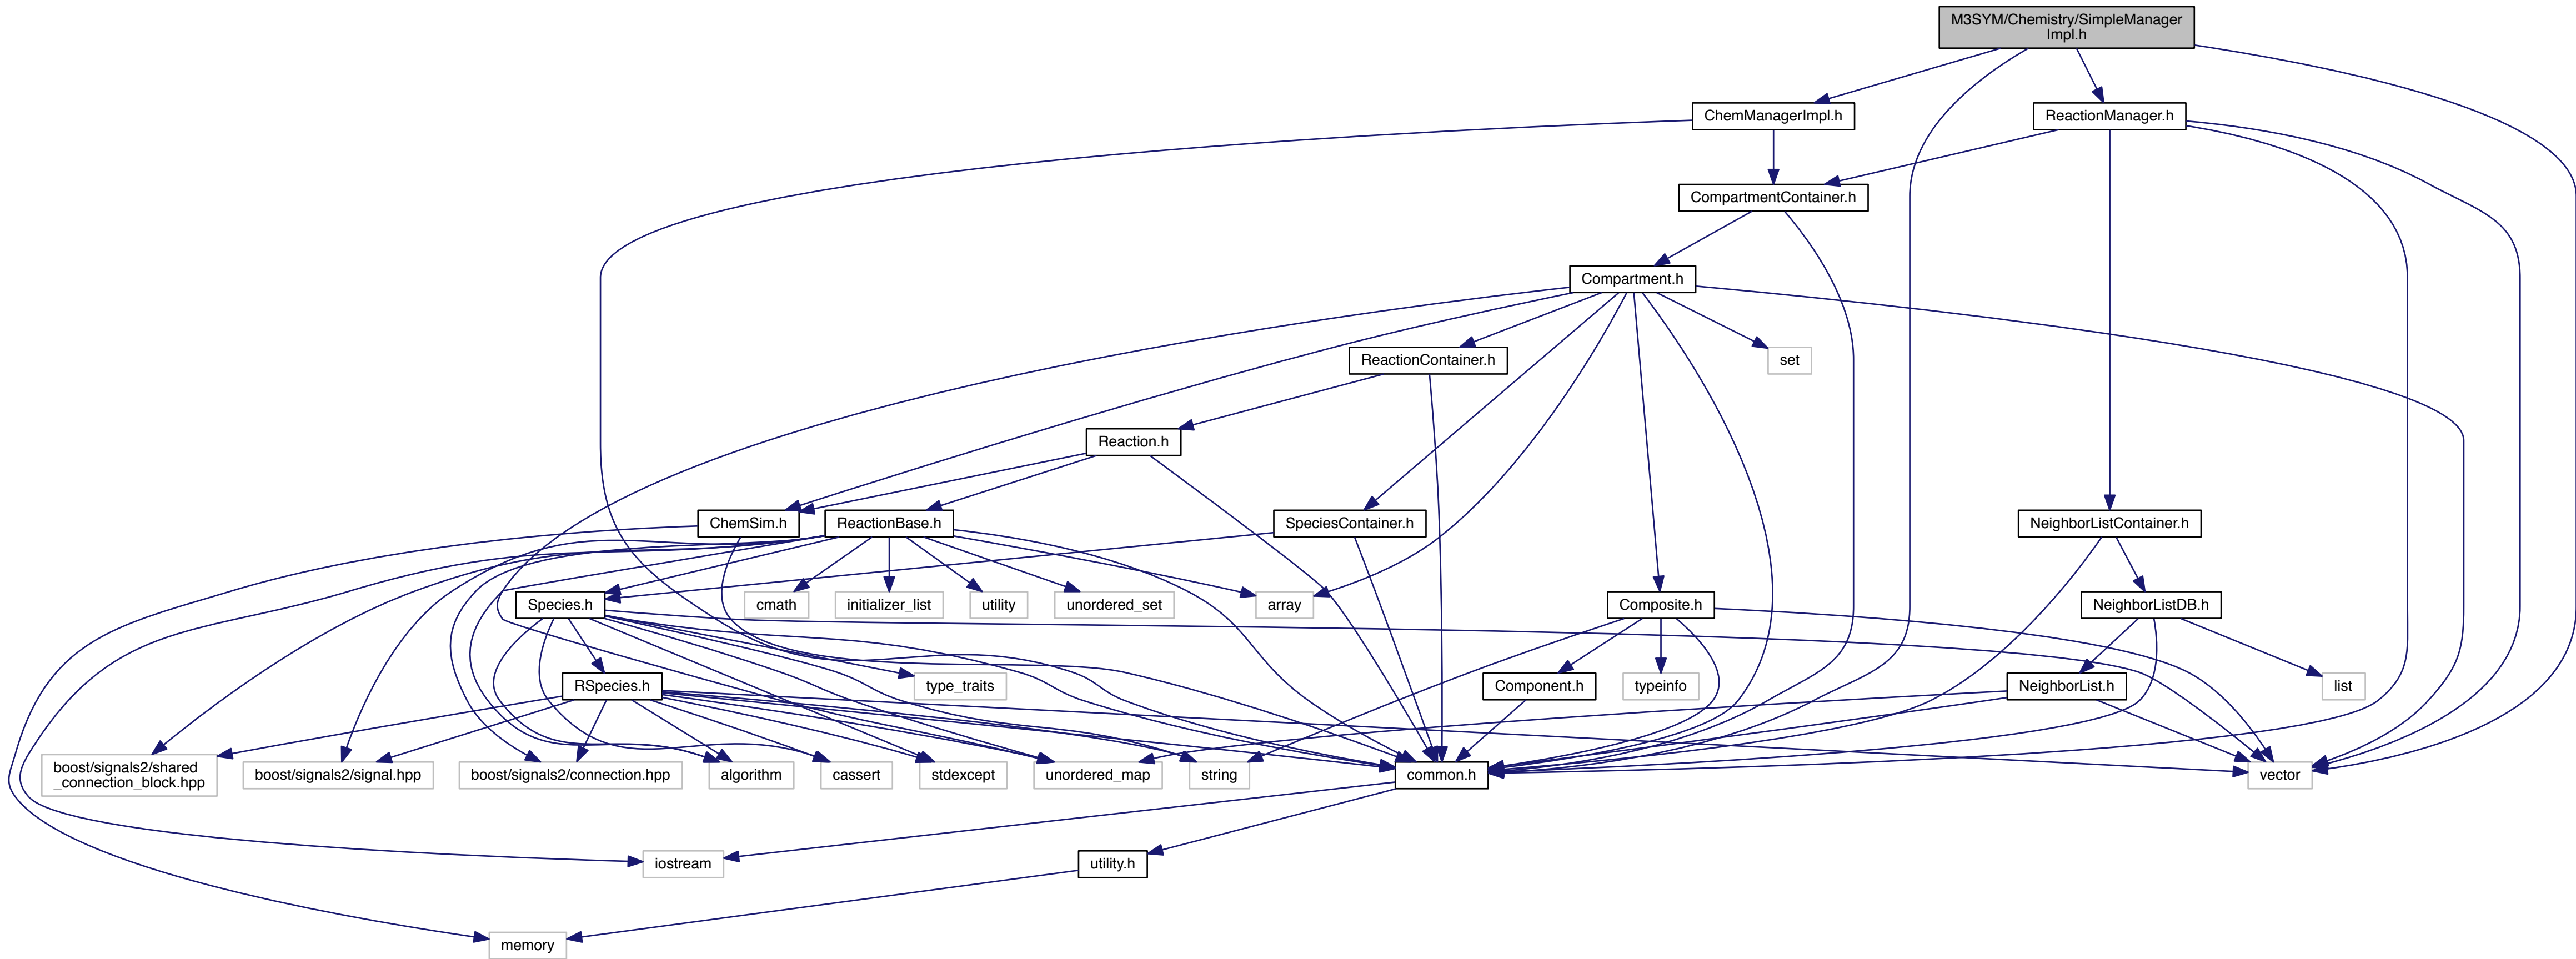 M3SYM/Chemistry/SimpleManager
Impl.h
ChemManagerImpl.h
ReactionManager.h
CompartmentContainer.h
Compartment.h
ReactionContainer.h
set
Reaction.h
ChemSim.h
ReactionBase.h
SpeciesContainer.h
NeighborListContainer.h
Species.h
cmath
initializer_list
utility
unordered_set
array
Composite.h
NeighborListDB.h
RSpecies.h
type_traits
Component.h
typeinfo
NeighborList.h
list
boost/signals2/shared
_connection_block.hpp
boost/signals2/signal.hpp
boost/signals2/connection.hpp
algorithm
cassert
stdexcept
unordered_map
string
common.h
vector
iostream
utility.h
memory